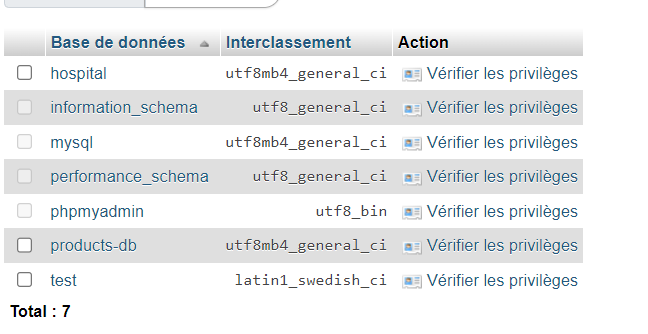 Base de données Interclassement Action
hospital utf8mb4_general_ci Vérifier les privilèges
information_schema utf8_general_ci Vérifier les privilèges
mysql utf8mb4_general_ci Vérifier les privilèges
performance_schema utf8_general_ci Vérifier les privilèges
phpmyadmin utf8_bin Vérifier les privilèges
products-db utf8mb4_general_ci Vérifier les privilèges
test latin1_swedish_ci Vérifier les privilèges
Total : 7